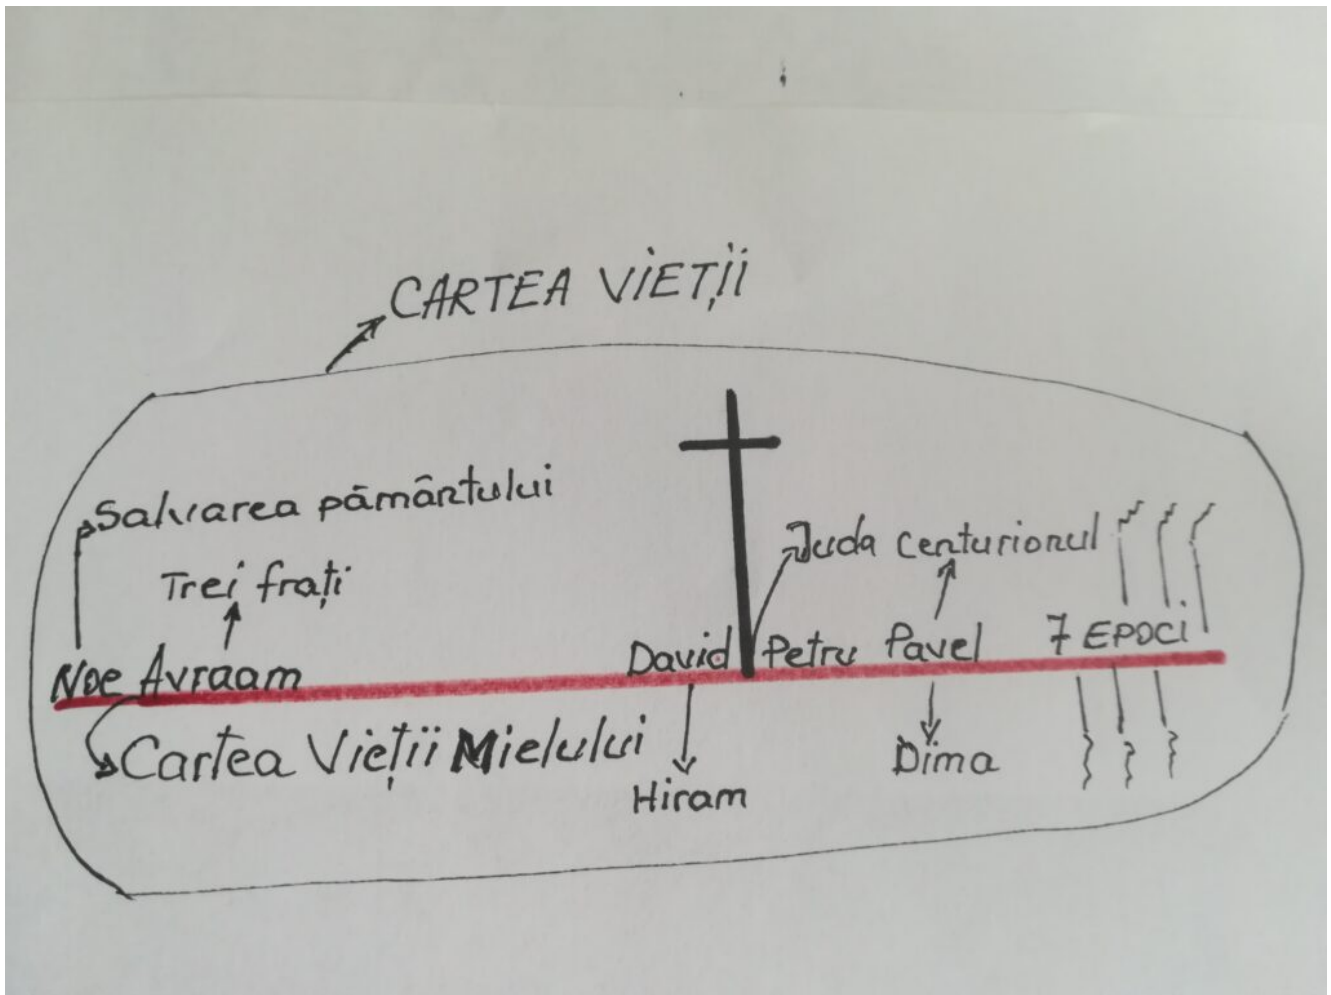 CARTEA VIEȚII
Salvarea pământului
Trei frați
Juda centurionul
Noe Avraam David Petru Pavel 7 EPOCI
Cartea Vieții Mielului
Hiram
Dima